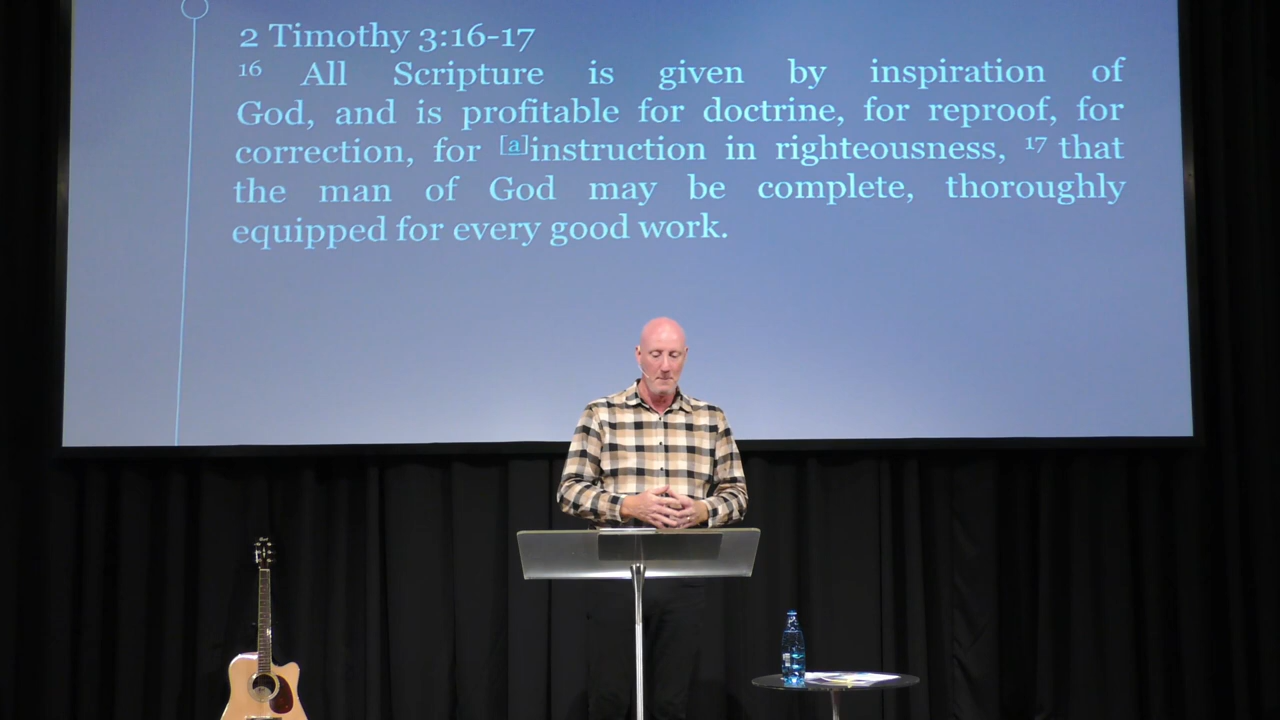 2 Timothy 3:16-17
16 All Scripture is given by inspiration of
God, and is profitable for doctrine, for reproof, for
correction, for [a]instruction in righteousness, 17 that
the man of God may be complete, thoroughly
equipped for every good work.